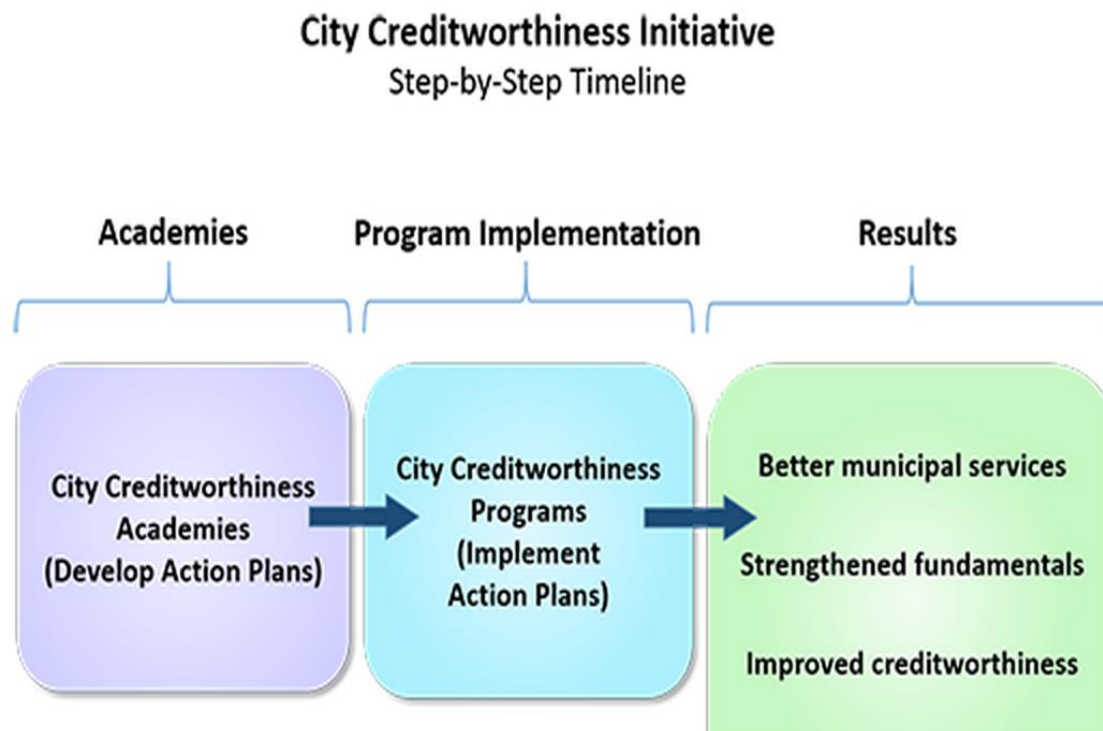 City Creditworthiness Initiative
Step-by-Step Timeline
Academies
Program Implementation
Results
City Creditworthiness
Academies
(Develop Action Plans)
City Creditworthiness
Programs
(Implement
Action Plans)
Better municipal services
Strengthened fundamentals
Improved creditworthiness